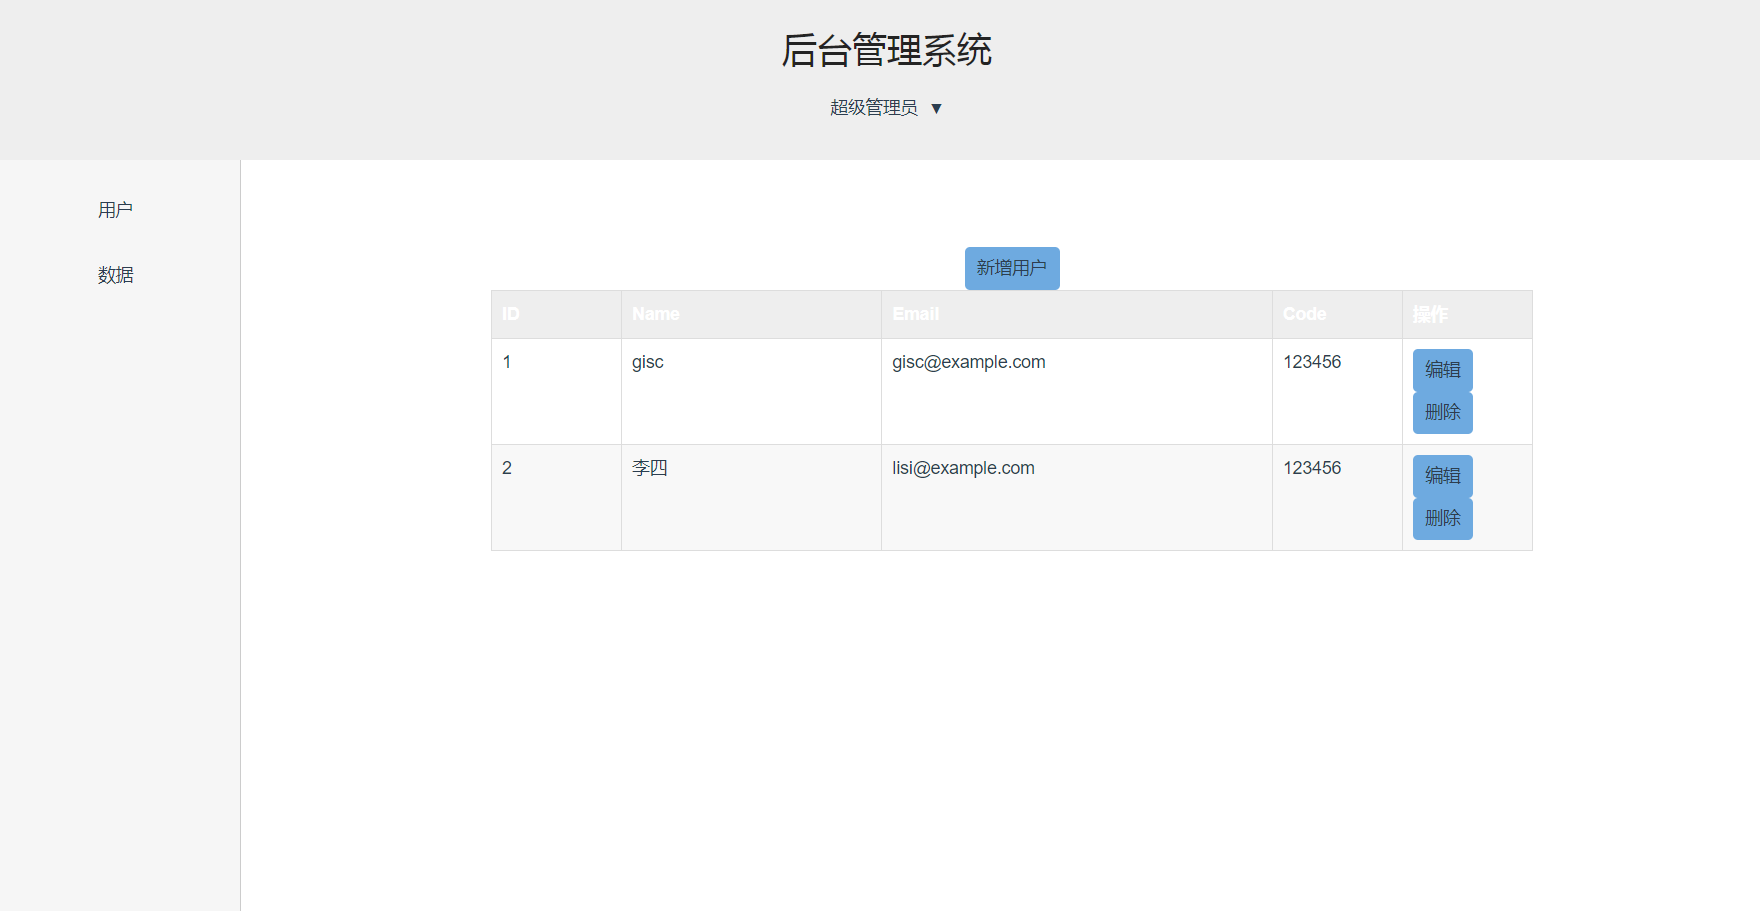 后台管理系统
超级管理员 ▼
用户
数据
新增用户
ID Name Email Code 操作
1 gisc gisc@example.com 123456 编辑
删除
2 李四 lisi@example.com 123456 编辑
删除